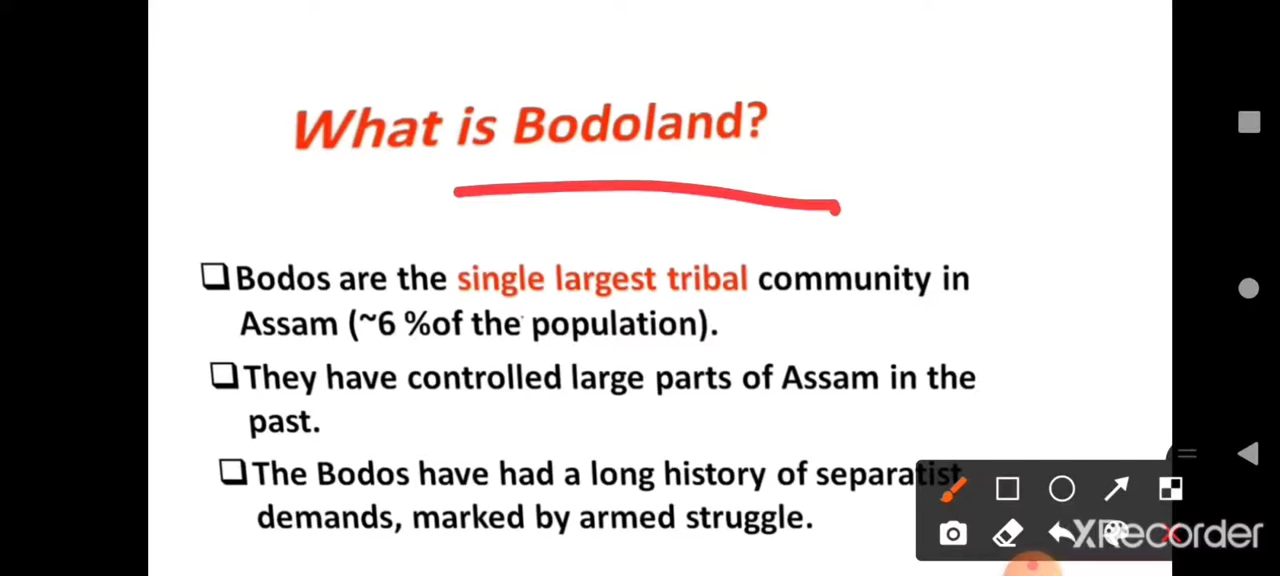 What is Bodoland?
❑Bodos are the single largest tribal community in
Assam (~6 %of the population).
❑They have controlled large parts of Assam in the
past.
❑The Bodos have had a long history of separatist
demands, marked by armed struggle.
XRecorder